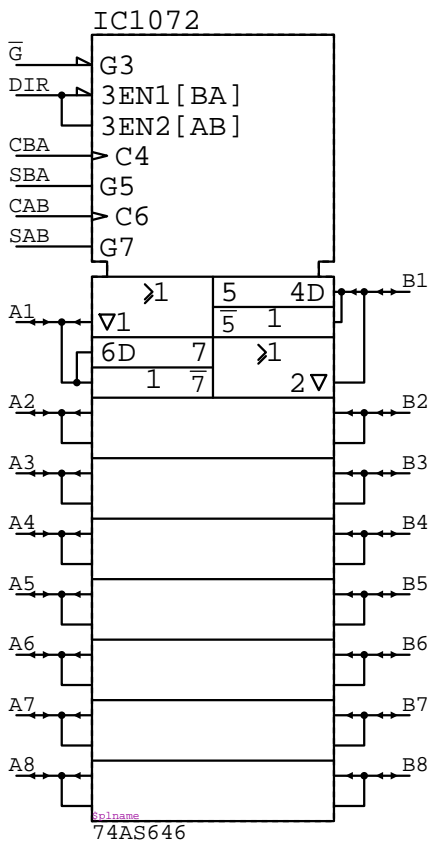 IC1072
G̅ G3
DIR 3EN1[BA]
3EN2[AB]
CBA C4
SBA G5
CAB C6
SAB G7
≥1 5 4D B1
A1 ▽1 5̅ 1
6D 7 ≥1
1 7̅ 2▽
A2 B2
A3 B3
A4 B4
A5 B5
A6 B6
A7 B7
A8 B8
$plname
74AS646